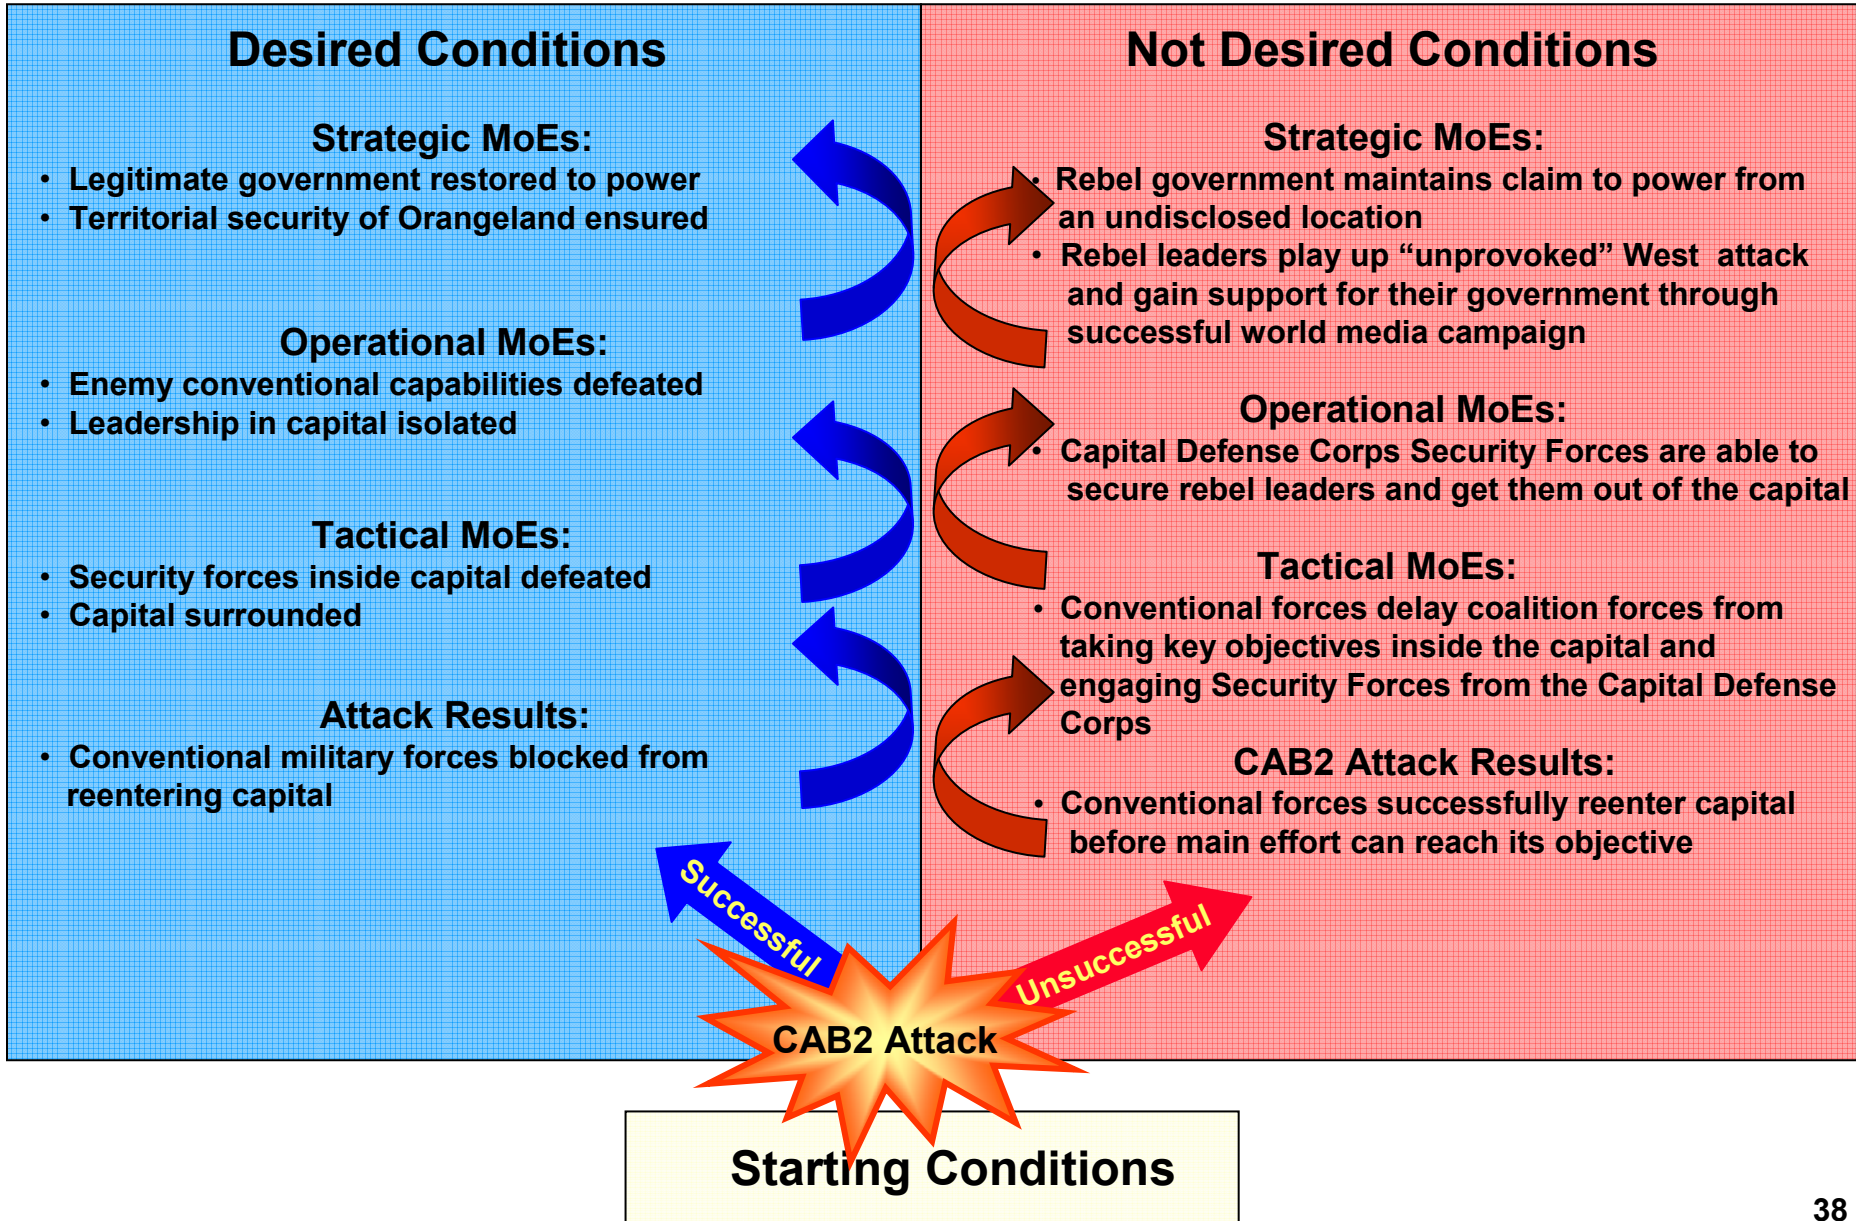 Desired Conditions
Strategic MoEs:
• Legitimate government restored to power
• Territorial security of Orangeland ensured
Operational MoEs:
• Enemy conventional capabilities defeated
• Leadership in capital isolated
Tactical MoEs:
• Security forces inside capital defeated
• Capital surrounded
Attack Results:
• Conventional military forces blocked from
reentering capital
Not Desired Conditions
Strategic MoEs:
• Rebel government maintains claim to power from
an undisclosed location
• Rebel leaders play up “unprovoked” West attack
and gain support for their government through
successful world media campaign
Operational MoEs:
• Capital Defense Corps Security Forces are able to
secure rebel leaders and get them out of the capital
Tactical MoEs:
• Conventional forces delay coalition forces from
taking key objectives inside the capital and
engaging Security Forces from the Capital Defense
Corps
CAB2 Attack Results:
• Conventional forces successfully reenter capital
before main effort can reach its objective
Successful
Unsuccessful
CAB2 Attack
Starting Conditions
38